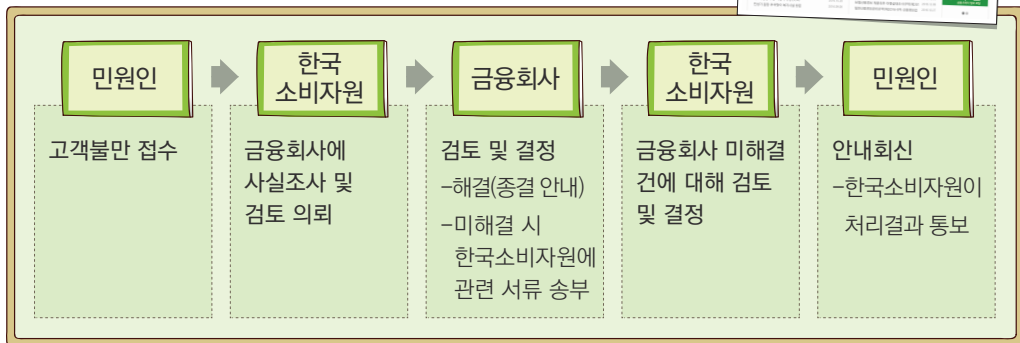 민원인
고객불만 접수
한국
소비자원
금융회사에
사실조사 및
검토 의뢰
금융회사
검토 및 결정
-해결(종결 안내)
-미해결 시
한국소비자원에
관련 서류 송부
한국
소비자원
금융회사 미해결
건에 대해 검토
및 결정
민원인
안내회신
-한국소비자원이
처리결과 통보